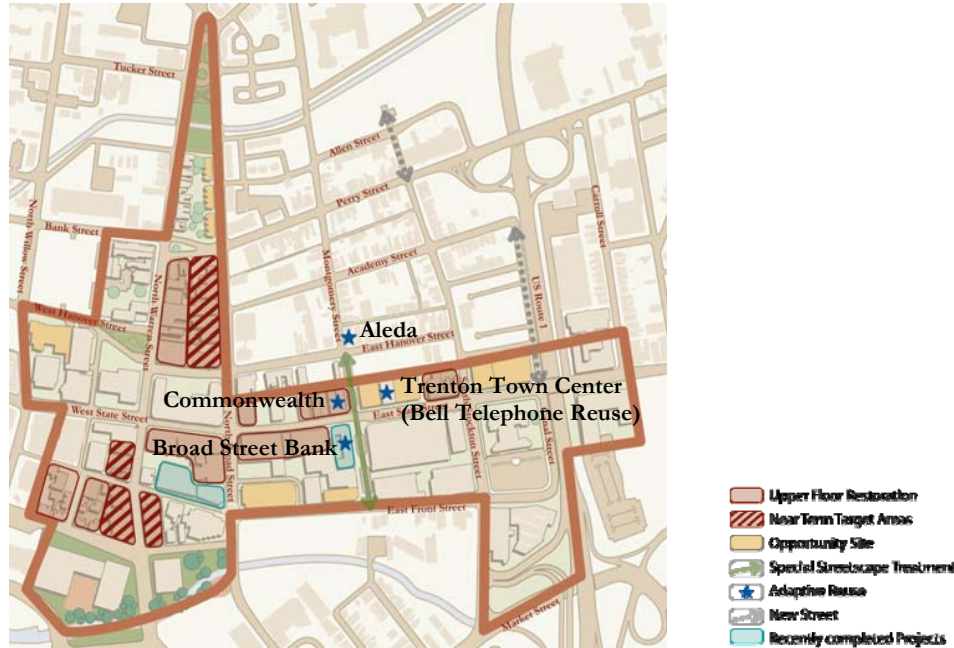 Tucker Street
Allen Street
Perry Street
Carroll Street
North Willow Street
Bank Street
Montgomery Street
Academy Street
US Route 1
North Warren Street
West Hanover Street
Aleda
East Hanover Street
Commonwealth
Trenton Town Center
(Bell Telephone Reuse)
West State Street
East S
Broad Street Bank
North Broad Street
Stockton Street
Canal Street
East Front Street
Market Street
Upper Floor Restoration
Near Term Target Areas
Opportunity Site
Special Streetscape Treatment
Adaptive Reuse
New Street
Recently completed Projects